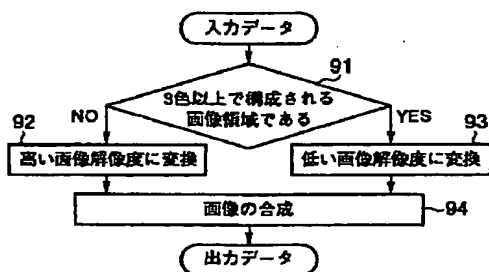 入力データ
91
9色以上で構成される
画像領域である
NO
YES
92
93
高い画像解像度に変換
低い画像解像度に変換
画像の合成
94
出力データ